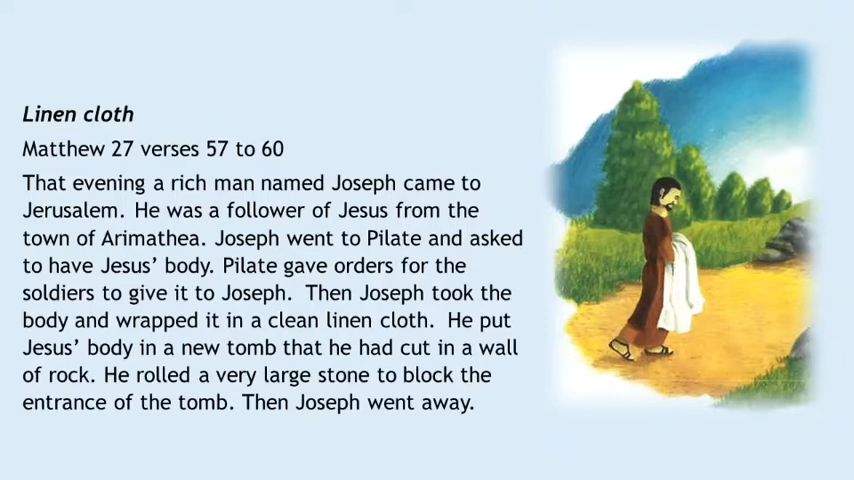 Linen cloth
Matthew 27 verses 57 to 60
That evening a rich man named Joseph came to
Jerusalem. He was a follower of Jesus from the
town of Arimathea. Joseph went to Pilate and asked
to have Jesus’ body. Pilate gave orders for the
soldiers to give it to Joseph.  Then Joseph took the
body and wrapped it in a clean linen cloth.  He put
Jesus’ body in a new tomb that he had cut in a wall
of rock. He rolled a very large stone to block the
entrance of the tomb. Then Joseph went away.